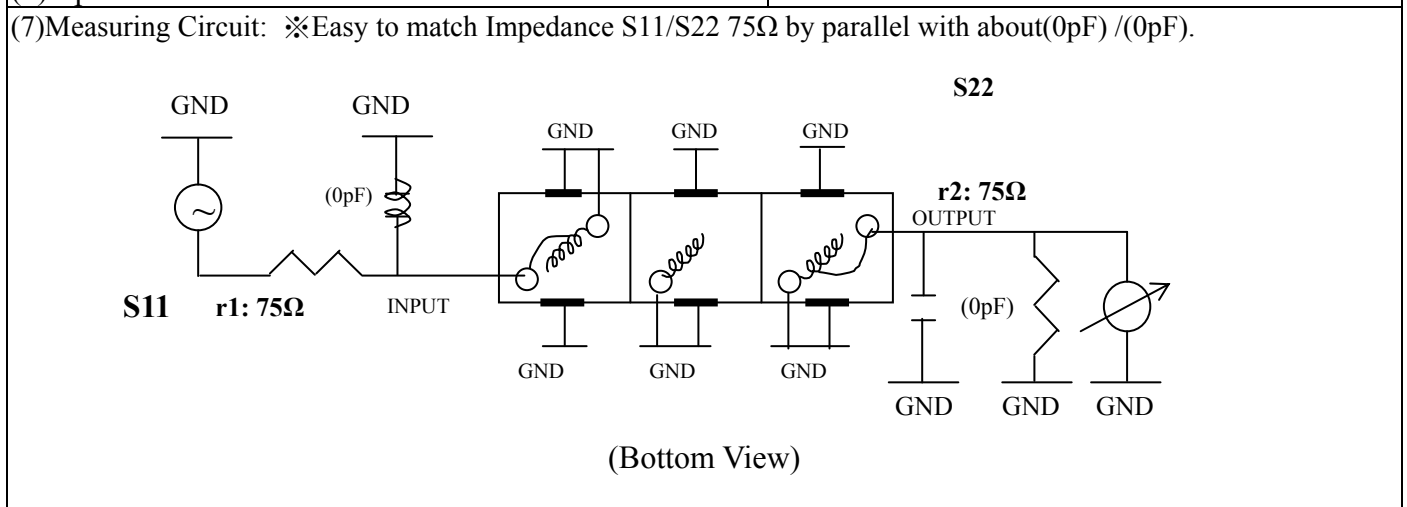 (7)Measuring Circuit: ※Easy to match Impedance S11/S22 75Ω by parallel with about(0pF) /(0pF).
S22
GND GND
GND GND GND
(0pF)
r2: 75Ω
OUTPUT
~
S11 r1: 75Ω INPUT
(0pF)
GND GND GND
GND GND GND
(Bottom View)